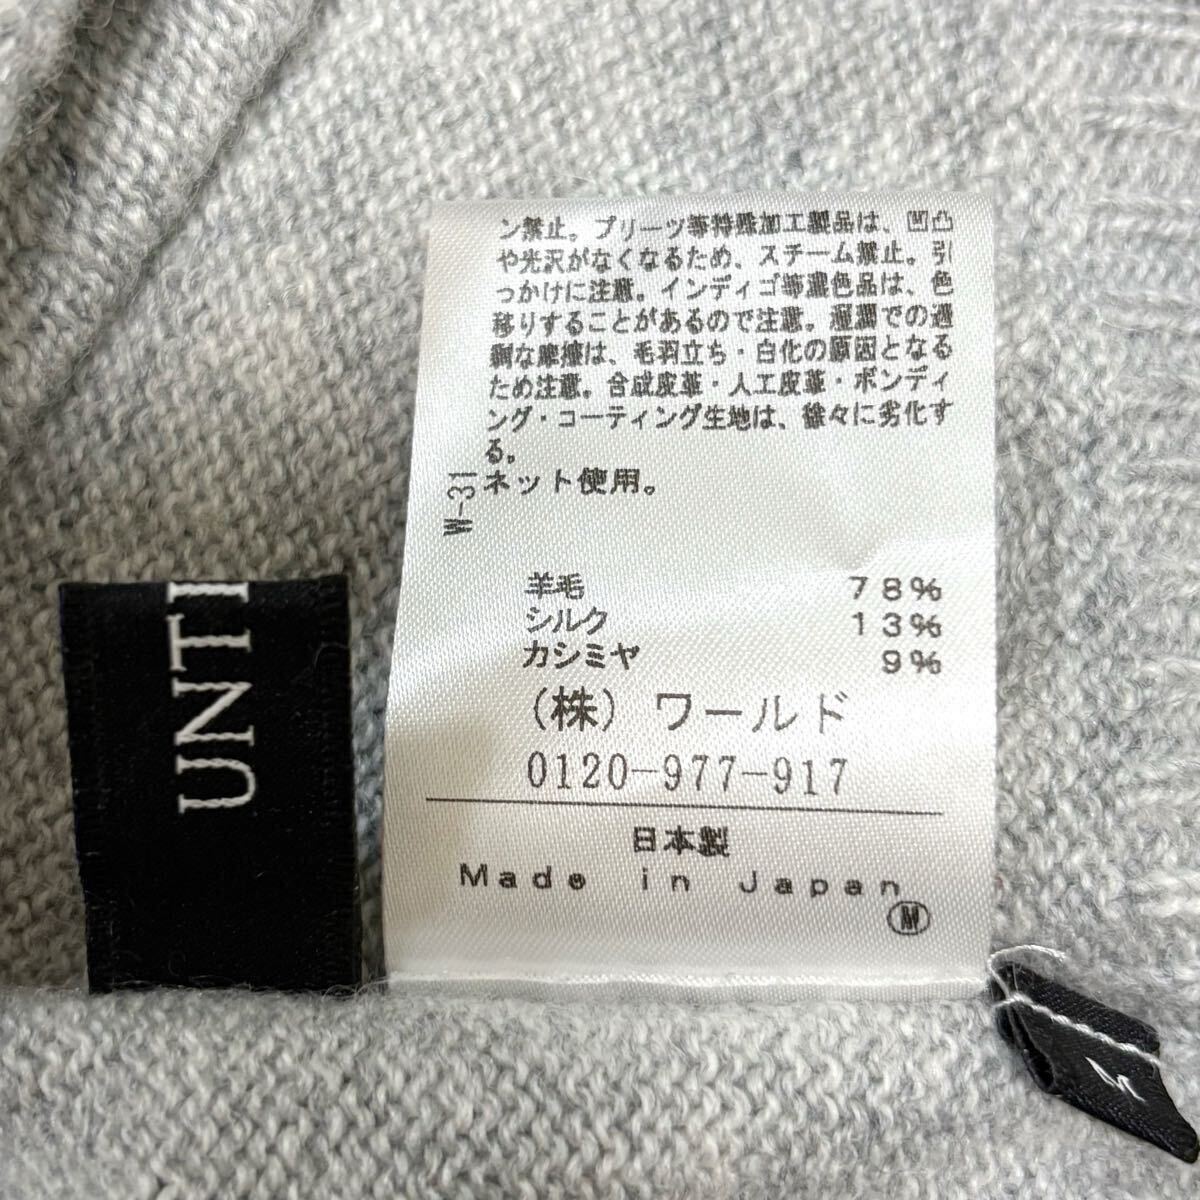 ン禁止。プリーツ等特殊加工製品は、凹凸
や光沢がなくなるため、スチーム禁止。引
っかけに注意。インディゴ等濃色品は、色
移りすることがあるので注意。湿潤での過
剰な摩擦は、毛羽立ち・白化の原因となる
ため注意。合成皮革・人工皮革・ボンディ
ング・コーティング生地は、徐々に劣化す
る。
ネット使用。
W-31
羊毛 78%
シルク 13%
カシミヤ 9%
(株) ワールド
0120-977-917
日本製
Made in Japan
Ⓜ
UNTI
M